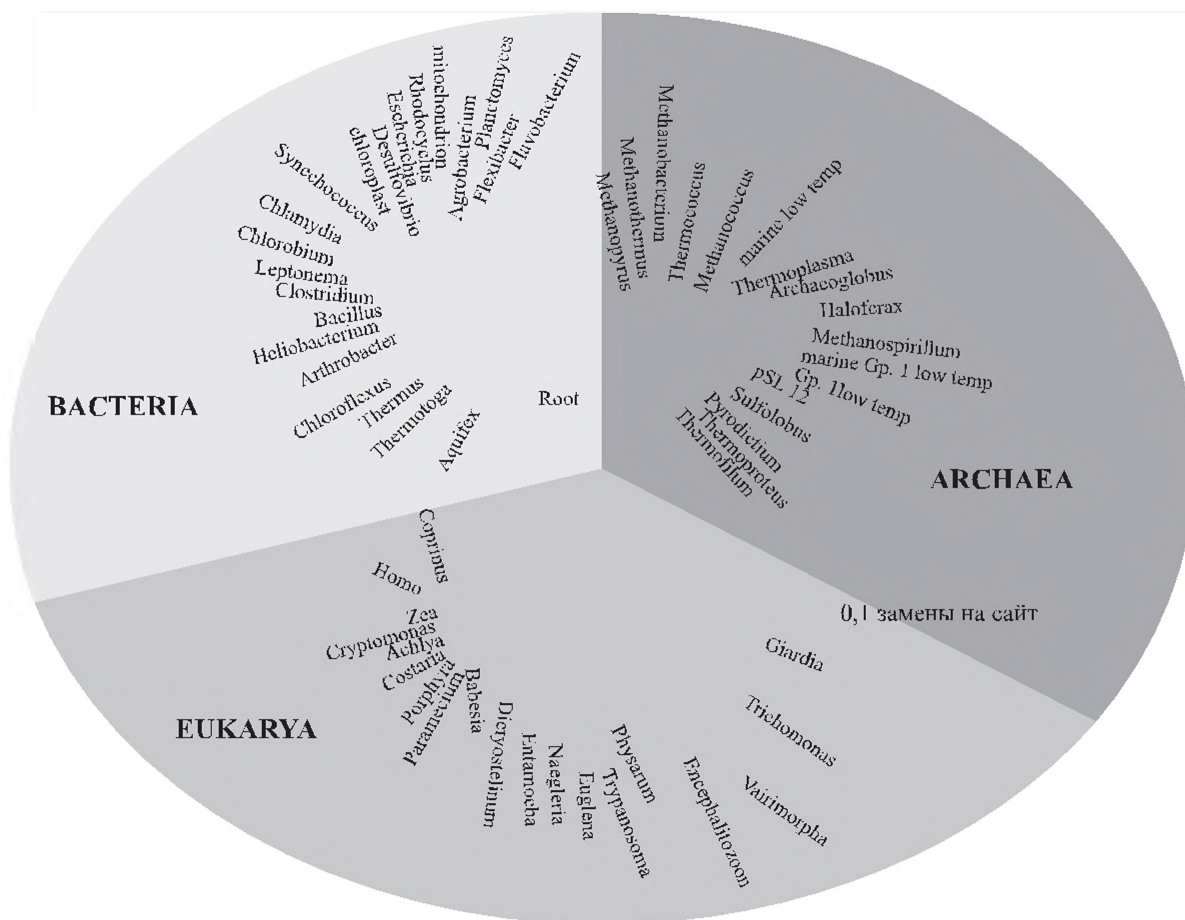 mitochondrion
Rhodocyclus
Escherichia
Desulfovibrio
chloroplast
Synechococcus
Chlamydia
Chlorobium
Leptonema
Clostridium
Bacillus
Heliobacterium
Arthrobacter
Chloroflexus
Thermus
Thermotoga
Aquifex
Agrobacterium
Planctomyces
Flexibacter
Flavobacterium
Root
BACTERIA
Methanopyrus
Methanothermus
Methanobacterium
Thermococcus
Methanococcus
marine low temp
Thermoplasma
Archaeoglobus
Haloferax
Methanospirillum
marine Gp. 1 low temp
Gp. 1low temp
pSL 12
Sulfolobus
Pyrodictium
Thermoproteus
Thermofilum
ARCHAEA
0,1 замены на сайт
Coprinus
Homo
Zea
Cryptomonas
Achlya
Costaria
Porphyra
Paramecium
Babesia
Dicryostelinum
Entamocba
Naegleria
Euglena
Trypanosoma
Physarum
Encephalitozoon
Vairimorpha
Trichomonas
Giardia
EUKARYA